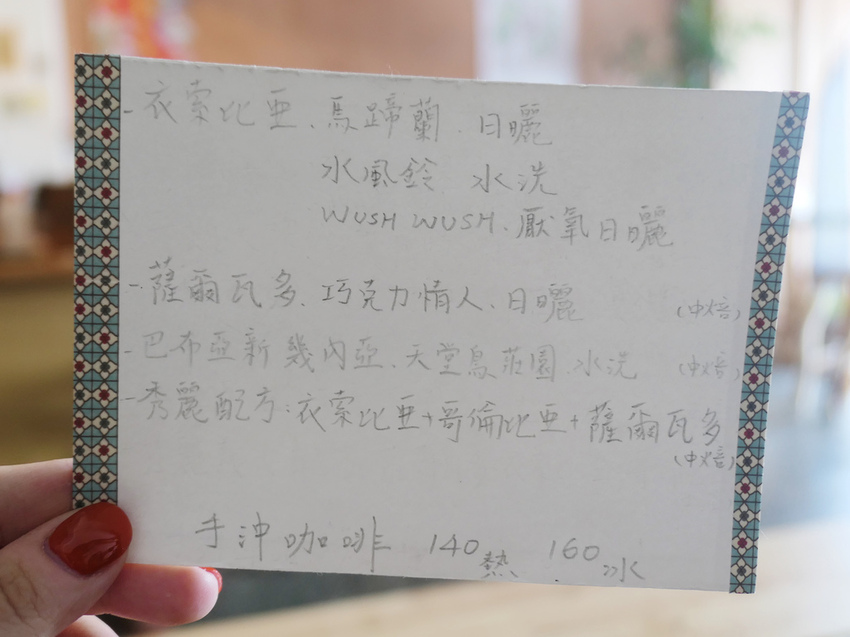 - 衣索比亞、馬蹄蘭、日曬
水風鈴 水洗
WUSH WUSH、厭氧日曬
- 薩爾瓦多、巧克力情人、日曬 (中焙)
- 巴布亞新幾內亞、天堂鳥莊園、水洗 (中焙)
- 秀麗配方:衣索比亞+哥倫比亞+薩爾瓦多
(中焙)
手沖咖啡 140熱 160冰